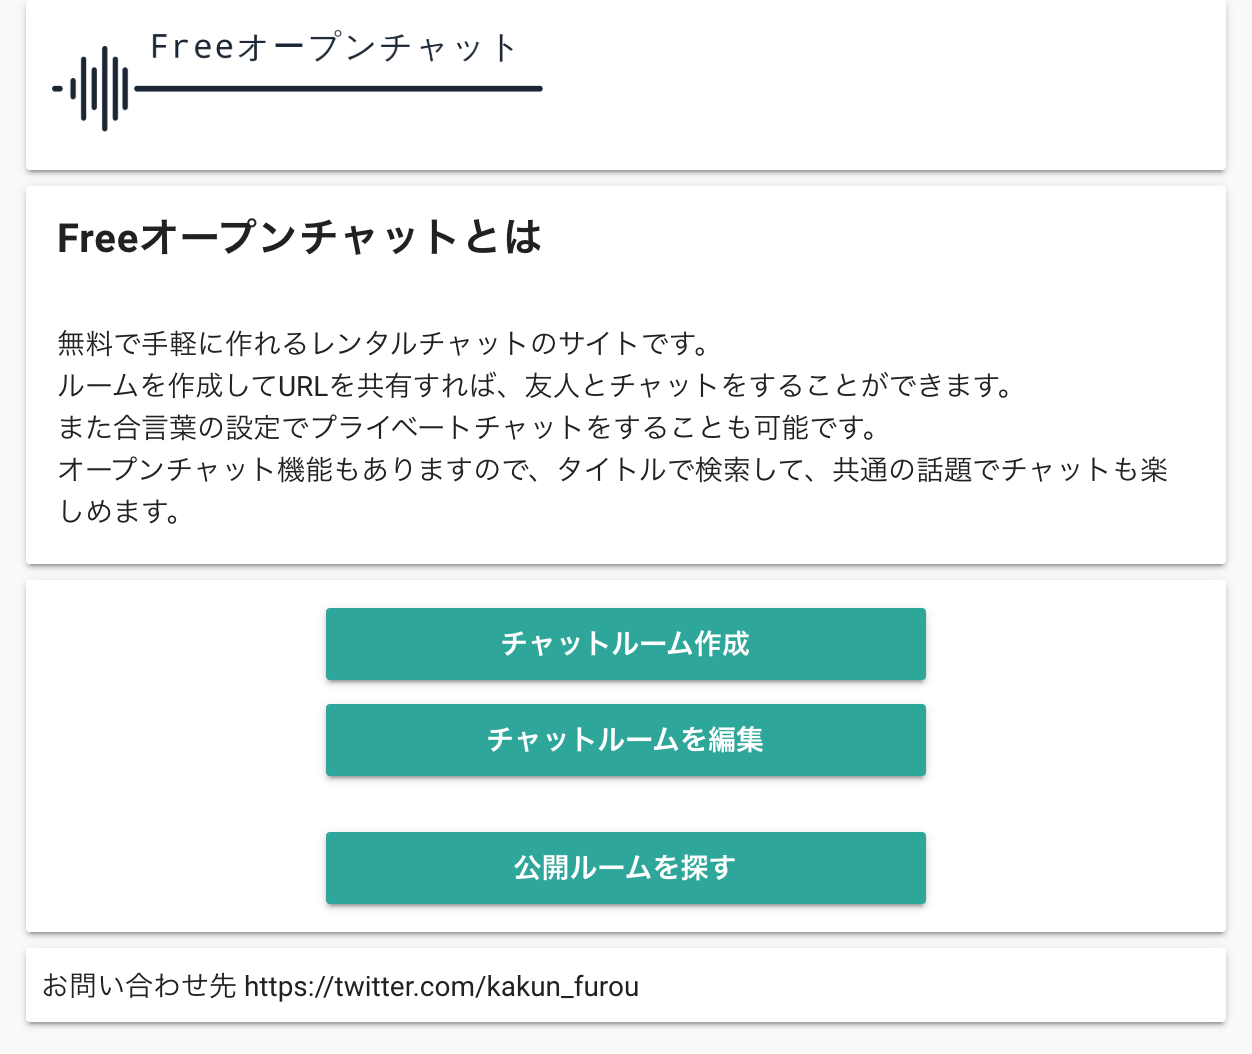 Freeオープンチャット
Freeオープンチャットとは
無料で手軽に作れるレンタルチャットのサイトです。
ルームを作成してURLを共有すれば、友人とチャットをすることができます。
また合言葉の設定でプライベートチャットをすることも可能です。
オープンチャット機能もありますので、タイトルで検索して、共通の話題でチャットも楽
しめます。
チャットルーム作成
チャットルームを編集
公開ルームを探す
お問い合わせ先 https://twitter.com/kakun_furou